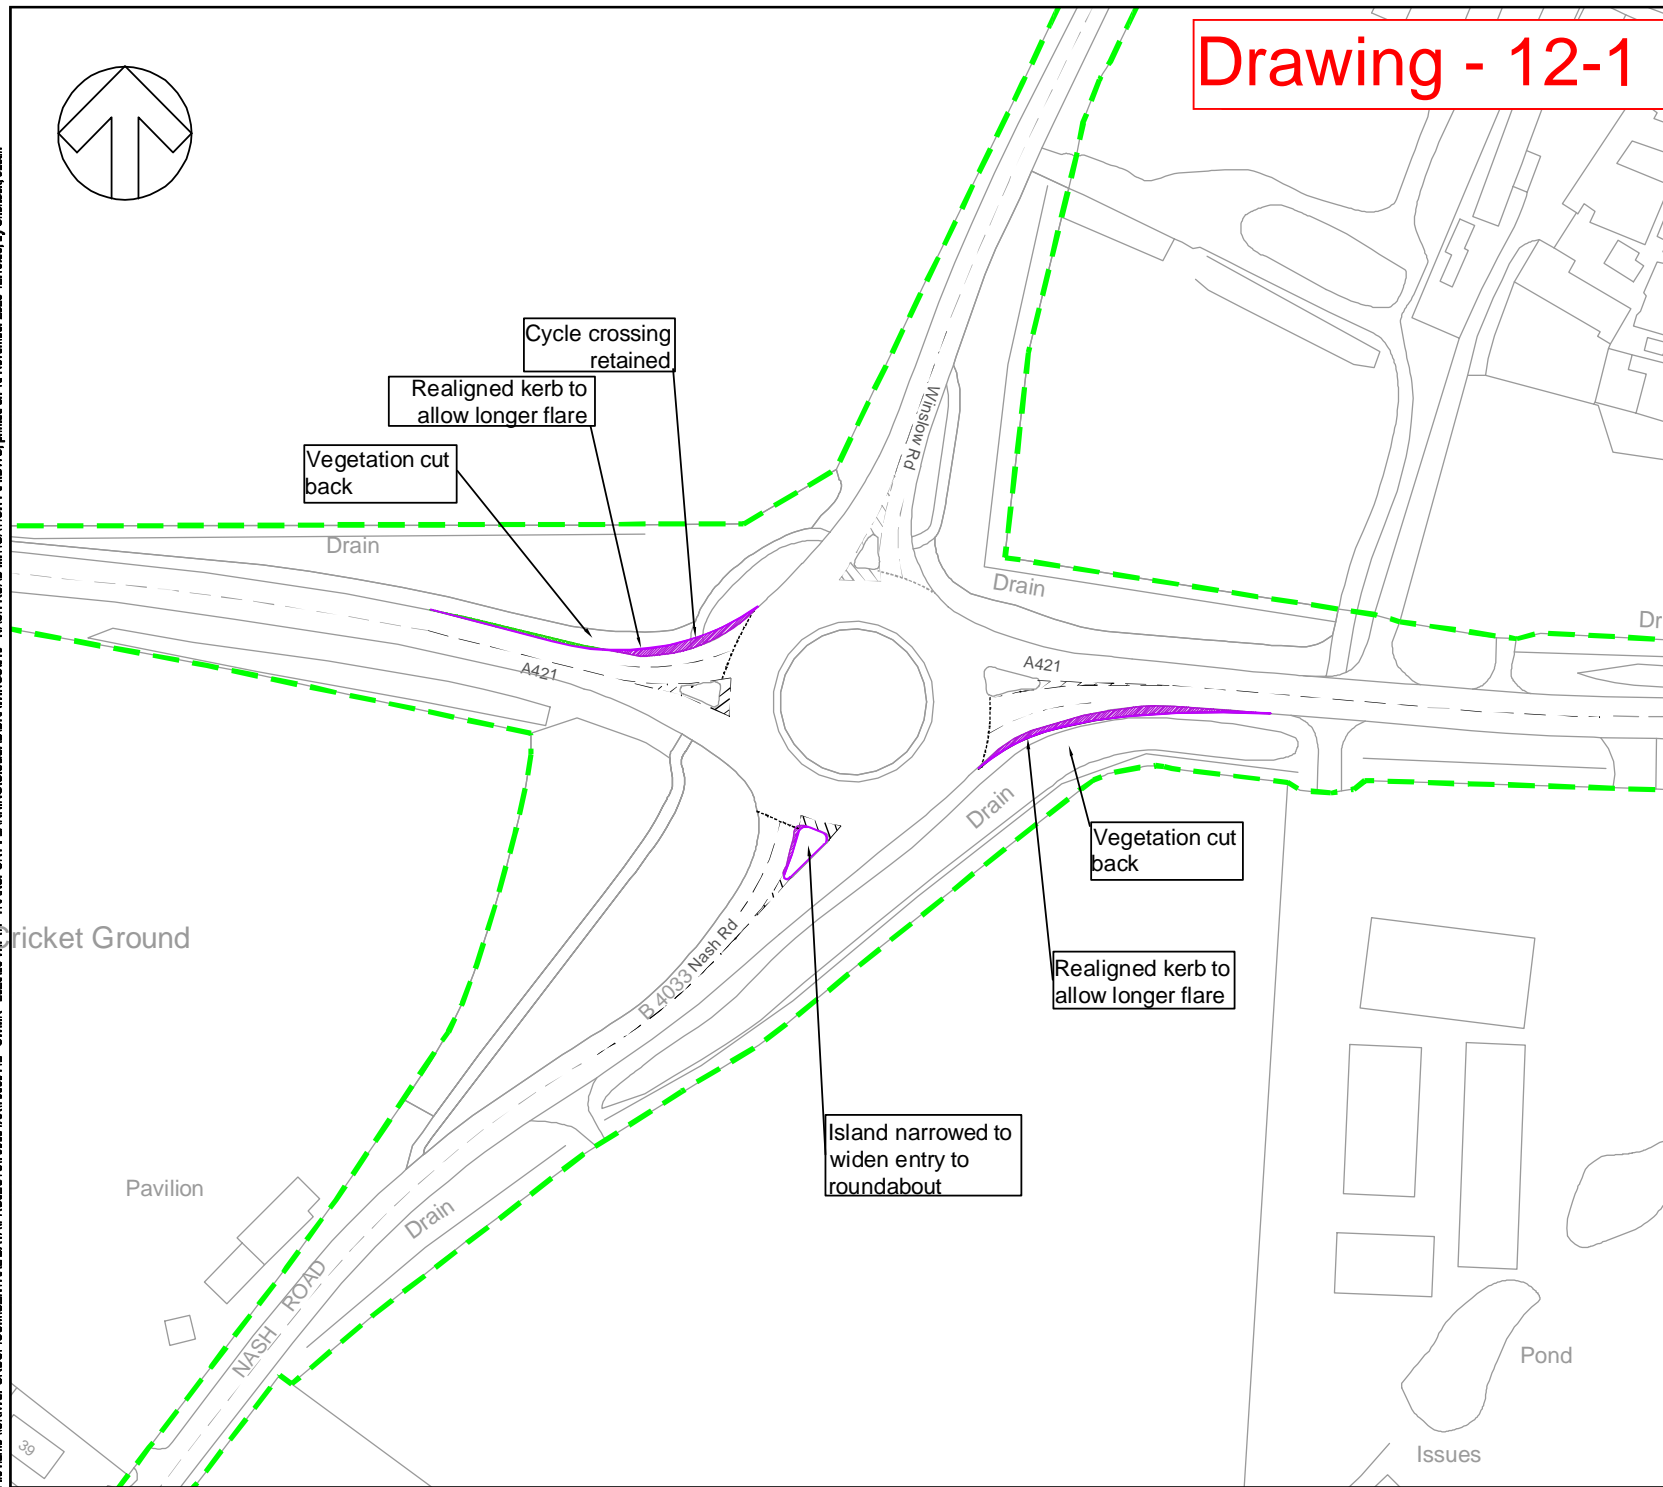 Drawing - 12-1
Cycle crossing
retained
Realigned kerb to
allow longer flare
Vegetation cut
back
Winslow Rd
Drain
Drain
Dr
A421
A421
Drain
Vegetation cut
back
Realigned kerb to
allow longer flare
B 4033 Nash Rd
Cricket Ground
Island narrowed to
widen entry to
roundabout
Pavilion
Drain
NASH ROAD
Pond
Issues
39